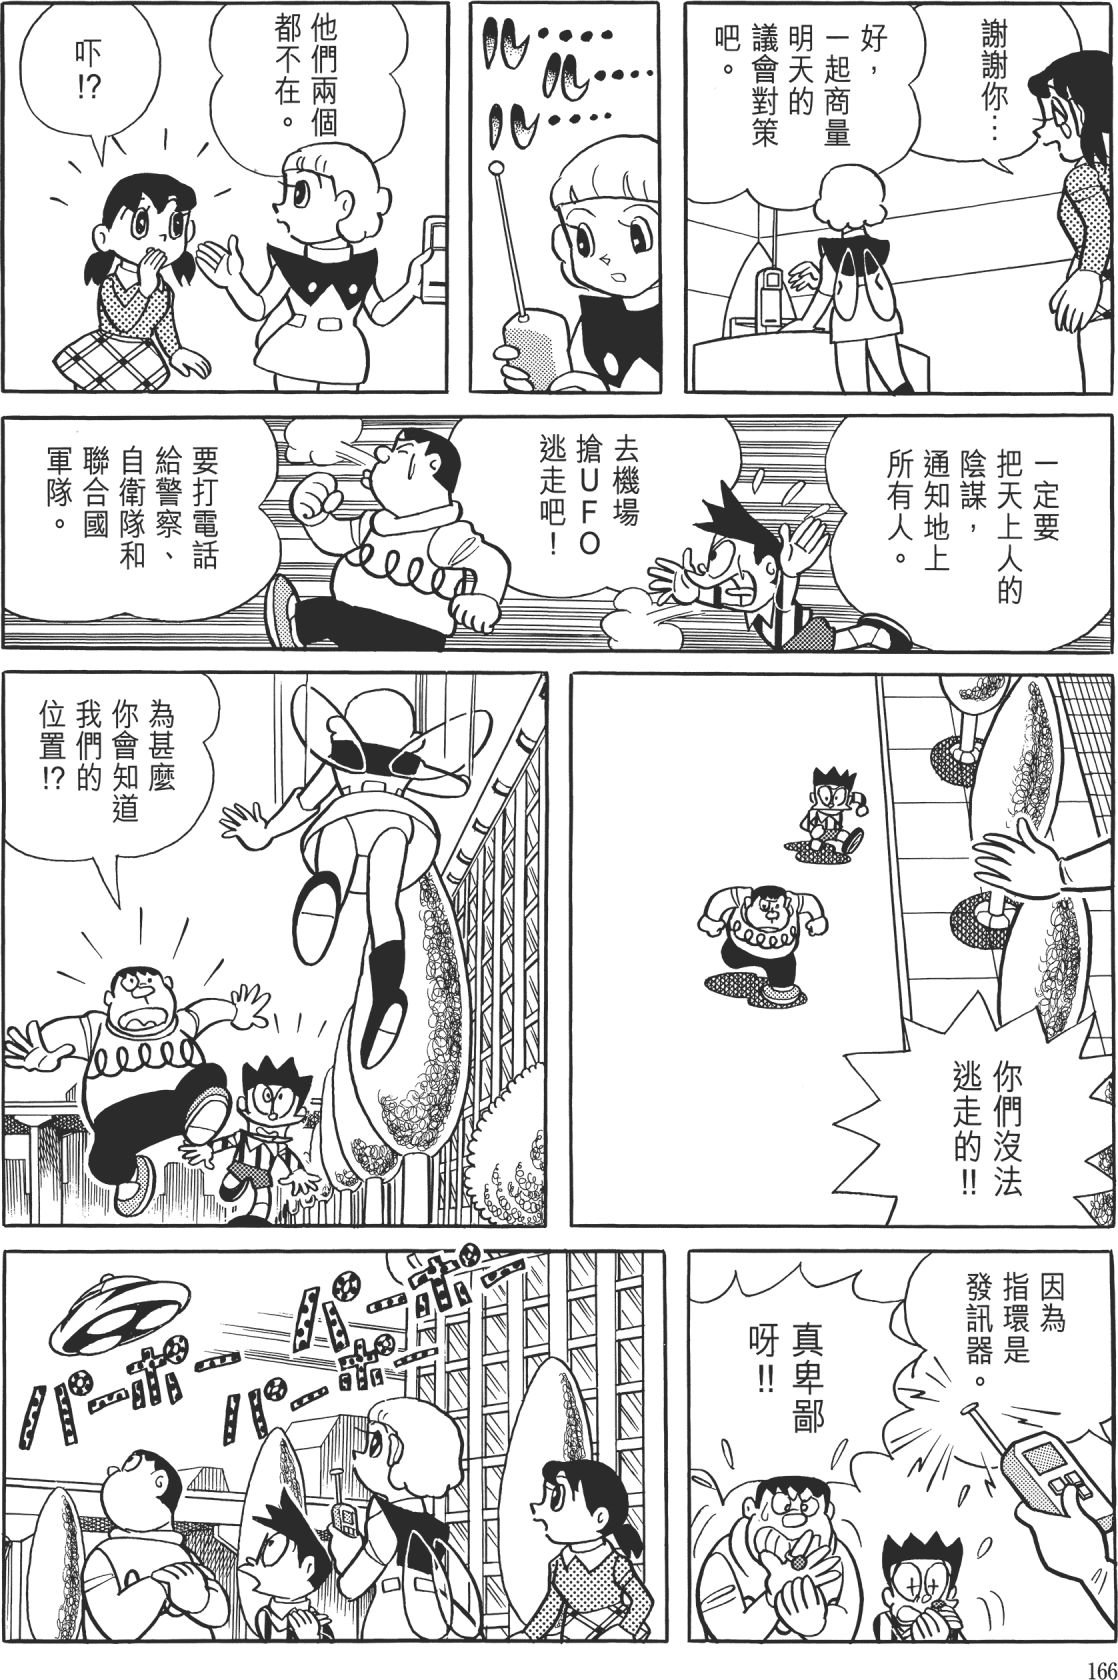 謝謝你…
好，
一起商量
明天的
議會對策
吧。
ル‥‥
ル‥‥
ル‥‥
他們兩個
都不在。
吓!?
一定要
把天上人的
陰謀，
通知地上
所有人。
去機場
搶UFO
逃走吧！
要打電話
給警察、
自衛隊和
聯合國
軍隊。
你們沒法
逃走的!!
為甚麼
你會知道
我們的
位置!?
因為
指環是
發訊器。
真卑鄙
呀!!
パーポー
パーポー
パーポー
パーポー
166